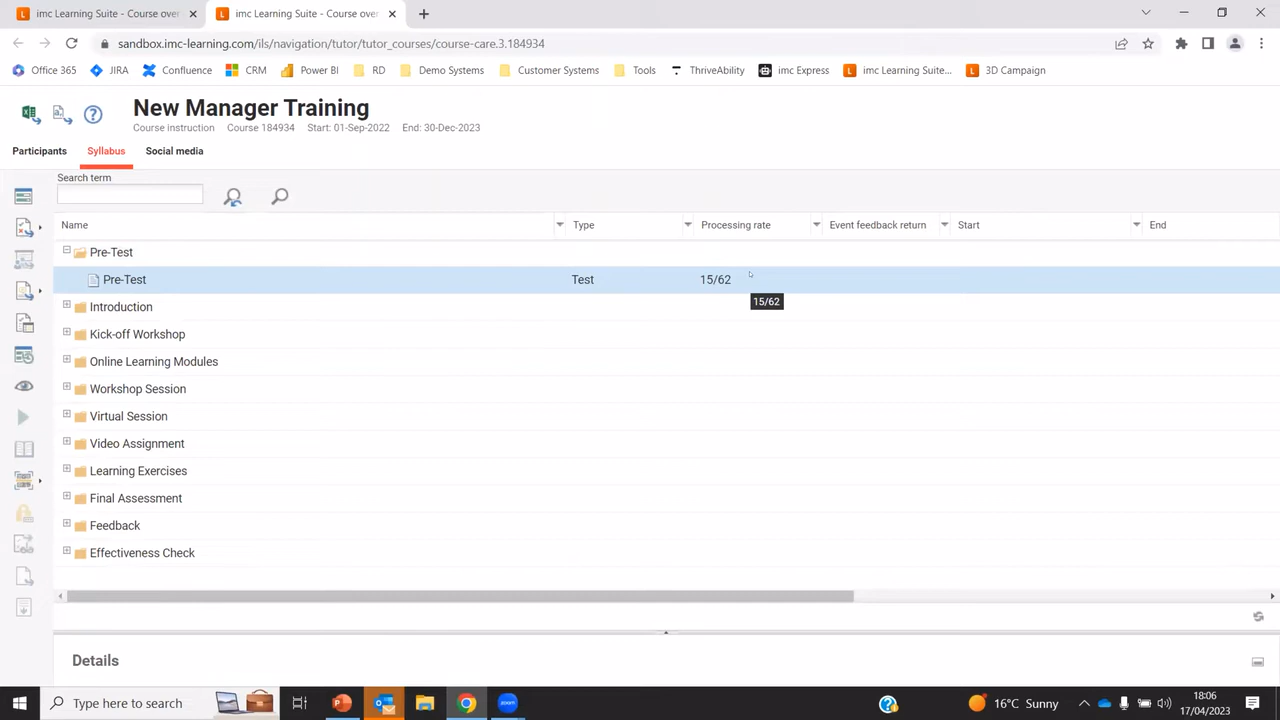 imc Learning Suite - Course over
imc Learning Suite - Course over
sandbox.imc-learning.com/ils/navigation/tutor/tutor_courses/course-care.3.184934
Office 365 JIRA Confluence CRM Power BI RD Demo Systems Customer Systems Tools ThriveAbility imc Express imc Learning Suite... 3D Campaign
New Manager Training
Course instruction Course 184934 Start: 01-Sep-2022 End: 30-Dec-2023
Participants Syllabus Social media
Search term
Name Type Processing rate Event feedback return Start End
Pre-Test
Pre-Test Test 15/62
15/62
Introduction
Kick-off Workshop
Online Learning Modules
Workshop Session
Virtual Session
Video Assignment
Learning Exercises
Final Assessment
Feedback
Effectiveness Check
Details
Type here to search
16°C Sunny
18:06
17/04/2023